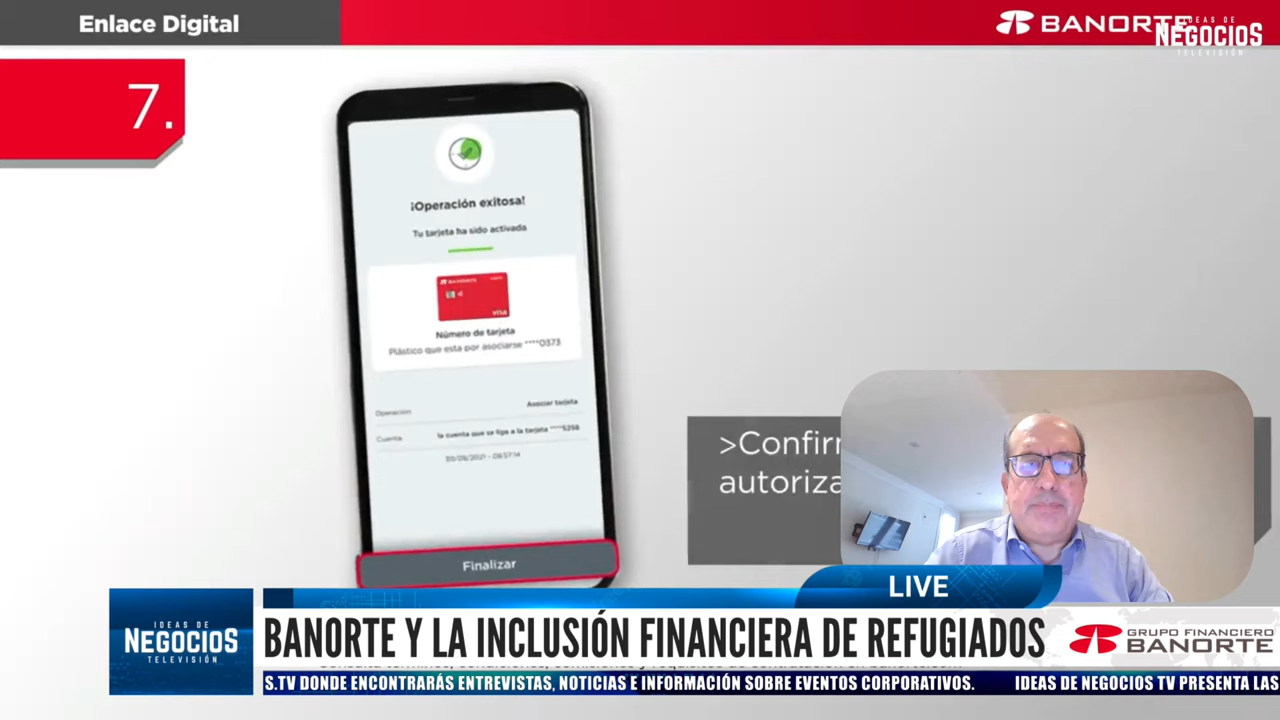 Enlace Digital
BANORTE
IDEAS DE
NEGOCIOS
TELEVISIÓN
7.
¡Operación exitosa!
Tu tarjeta ha sido activada
BANORTE
VISA
Número de tarjeta
Plástico que esta por asociarse ****0373
Operación
Asociar tarjeta
Cuenta
la cuenta que se liga a la tarjeta ****5298
Finalizar
>Confir
autoriza
LIVE
IDEAS DE
NEGOCIOS
TELEVISIÓN
BANORTE Y LA INCLUSIÓN FINANCIERA DE REFUGIADOS
GRUPO FINANCIERO
BANORTE
S.TV DONDE ENCONTRARÁS ENTREVISTAS, NOTICIAS E INFORMACIÓN SOBRE EVENTOS CORPORATIVOS. IDEAS DE NEGOCIOS TV PRESENTA LAS